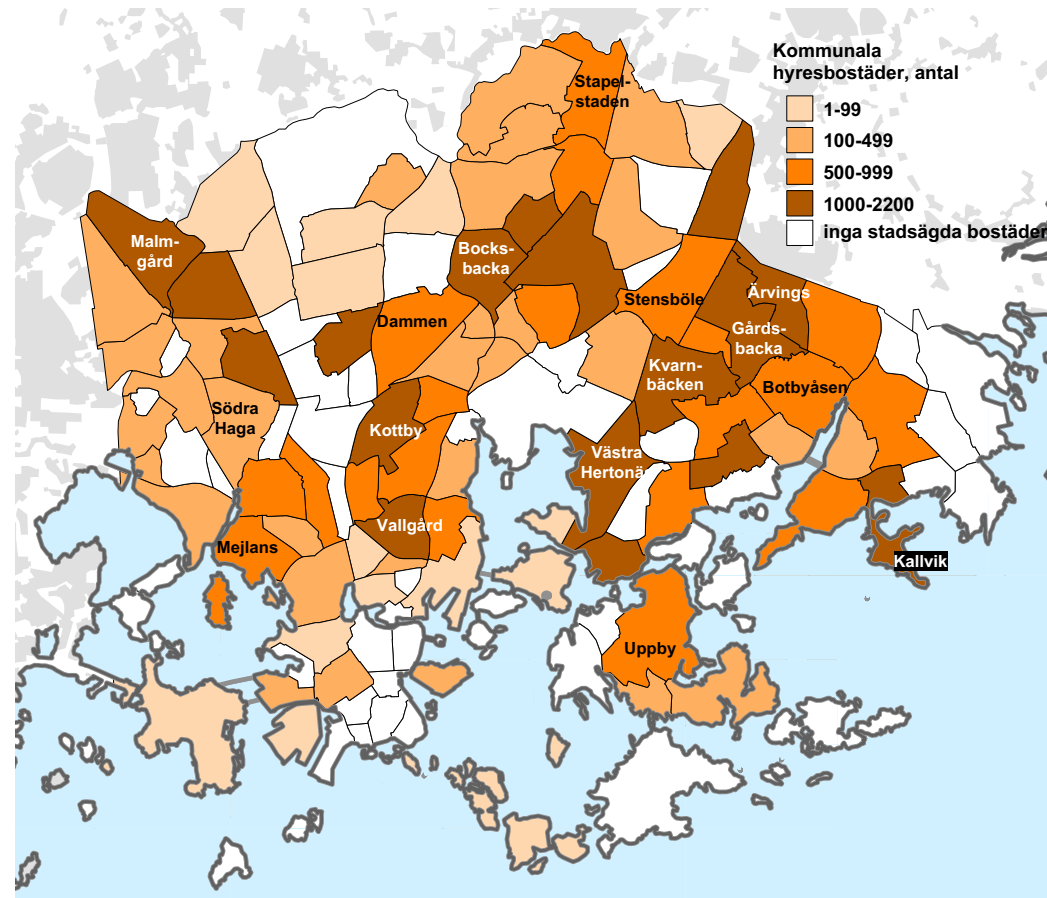 Kommunala
hyresbostäder, antal
1-99
100-499
500-999
1000-2200
inga stadsägda bostäder
Stapel-
staden
Malm-
gård
Bocks-
backa
Ärvings
Stensböle
Dammen
Gårds-
backa
Kvarn-
bäcken
Botbyåsen
Södra
Haga
Kottby
Västra
Hertonä
Vallgård
Mejlans
Kallvik
Uppby